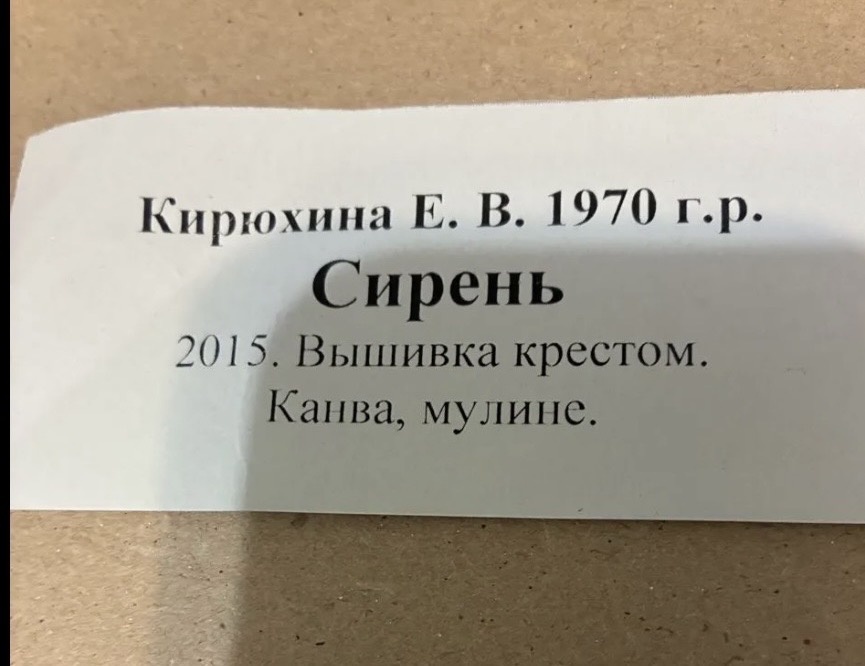 Кирюхина Е. В. 1970 г.р.
Сирень
2015. Вышивка крестом.
Канва, мулине.